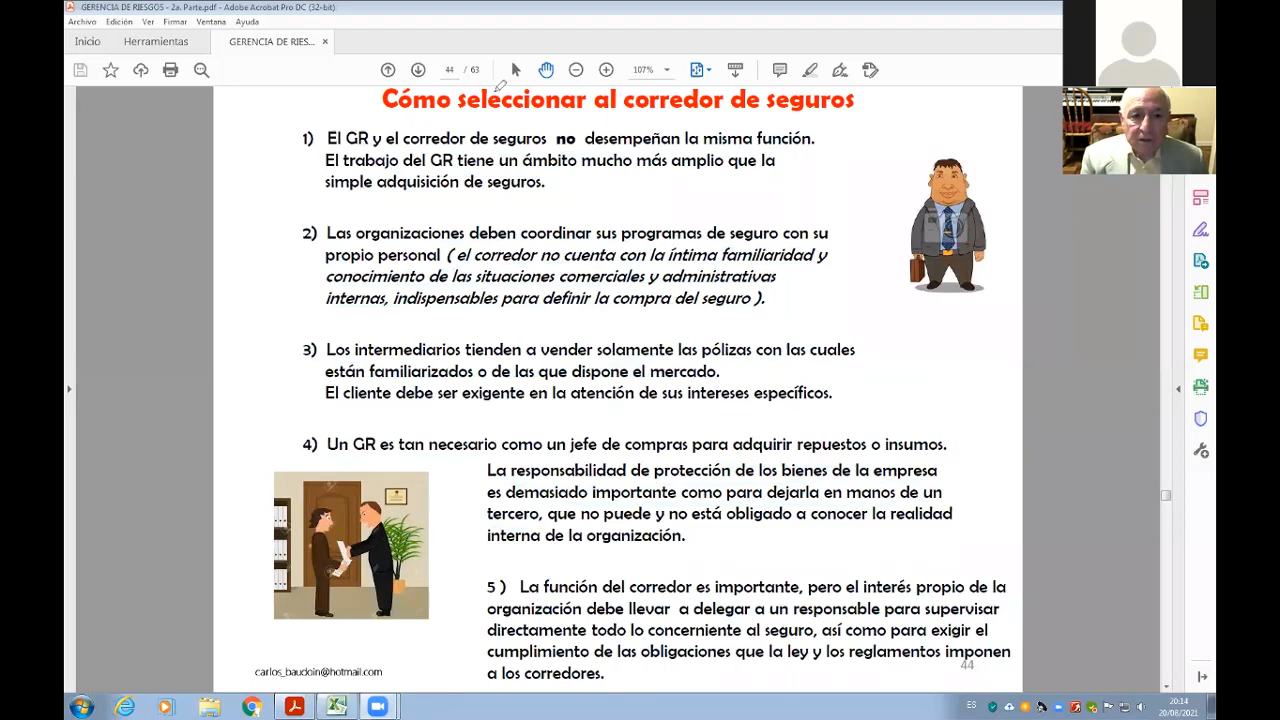 GERENCIA DE RIESGOS - 2a. Parte.pdf - Adobe Acrobat Pro DC (32-bit)
Archivo Edición Ver Firmar Ventana Ayuda
Inicio Herramientas GERENCIA DE RIES... ×
44 / 63 107%
Cómo seleccionar al corredor de seguros
1) El GR y el corredor de seguros no desempeñan la misma función.
El trabajo del GR tiene un ámbito mucho más amplio que la
simple adquisición de seguros.
2) Las organizaciones deben coordinar sus programas de seguro con su
propio personal ( el corredor no cuenta con la íntima familiaridad y
conocimiento de las situaciones comerciales y administrativas
internas, indispensables para definir la compra del seguro ).
3) Los intermediarios tienden a vender solamente las pólizas con las cuales
están familiarizados o de las que dispone el mercado.
El cliente debe ser exigente en la atención de sus intereses específicos.
4) Un GR es tan necesario como un jefe de compras para adquirir repuestos o insumos.
La responsabilidad de protección de los bienes de la empresa
es demasiado importante como para dejarla en manos de un
tercero, que no puede y no está obligado a conocer la realidad
interna de la organización.
5 ) La función del corredor es importante, pero el interés propio de la
organización debe llevar a delegar a un responsable para supervisar
directamente todo lo concerniente al seguro, así como para exigir el
cumplimiento de las obligaciones que la ley y los reglamentos imponen
a los corredores.
44
carlos_baudoin@hotmail.com
ES
20:14
20/08/2021